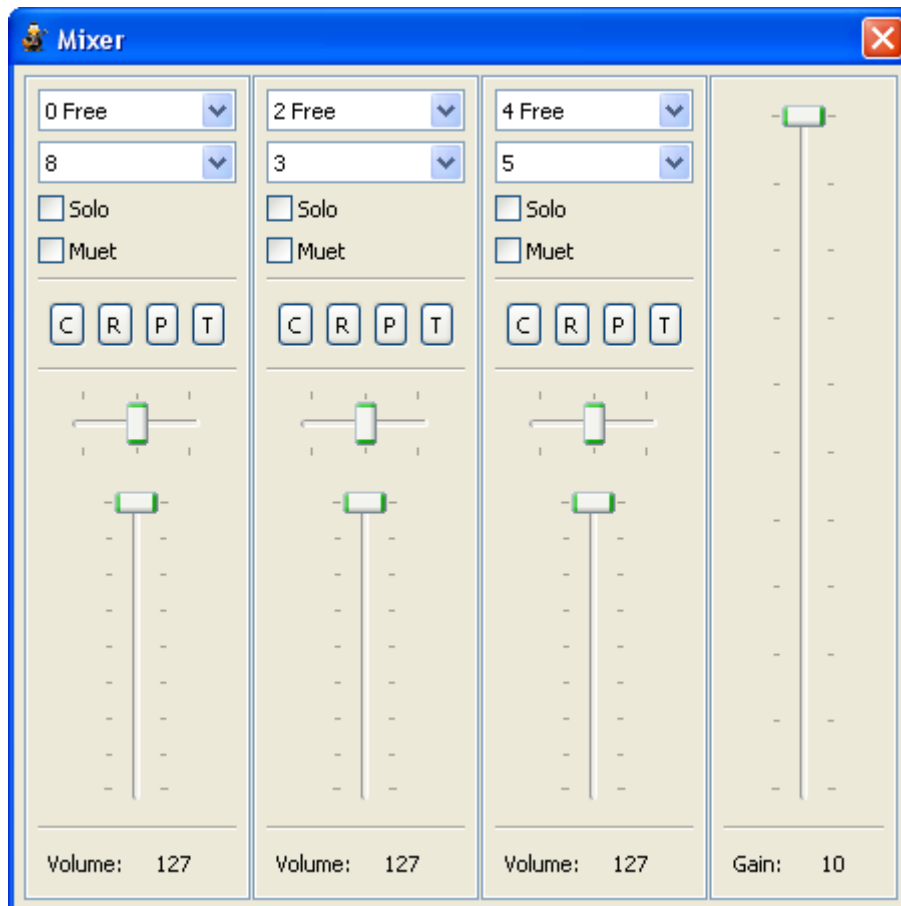 Mixer
0 Free 2 Free 4 Free
8 3 5
Solo Solo Solo
Muet Muet Muet
C R P T C R P T C R P T
Volume: 127 Volume: 127 Volume: 127 Gain: 10